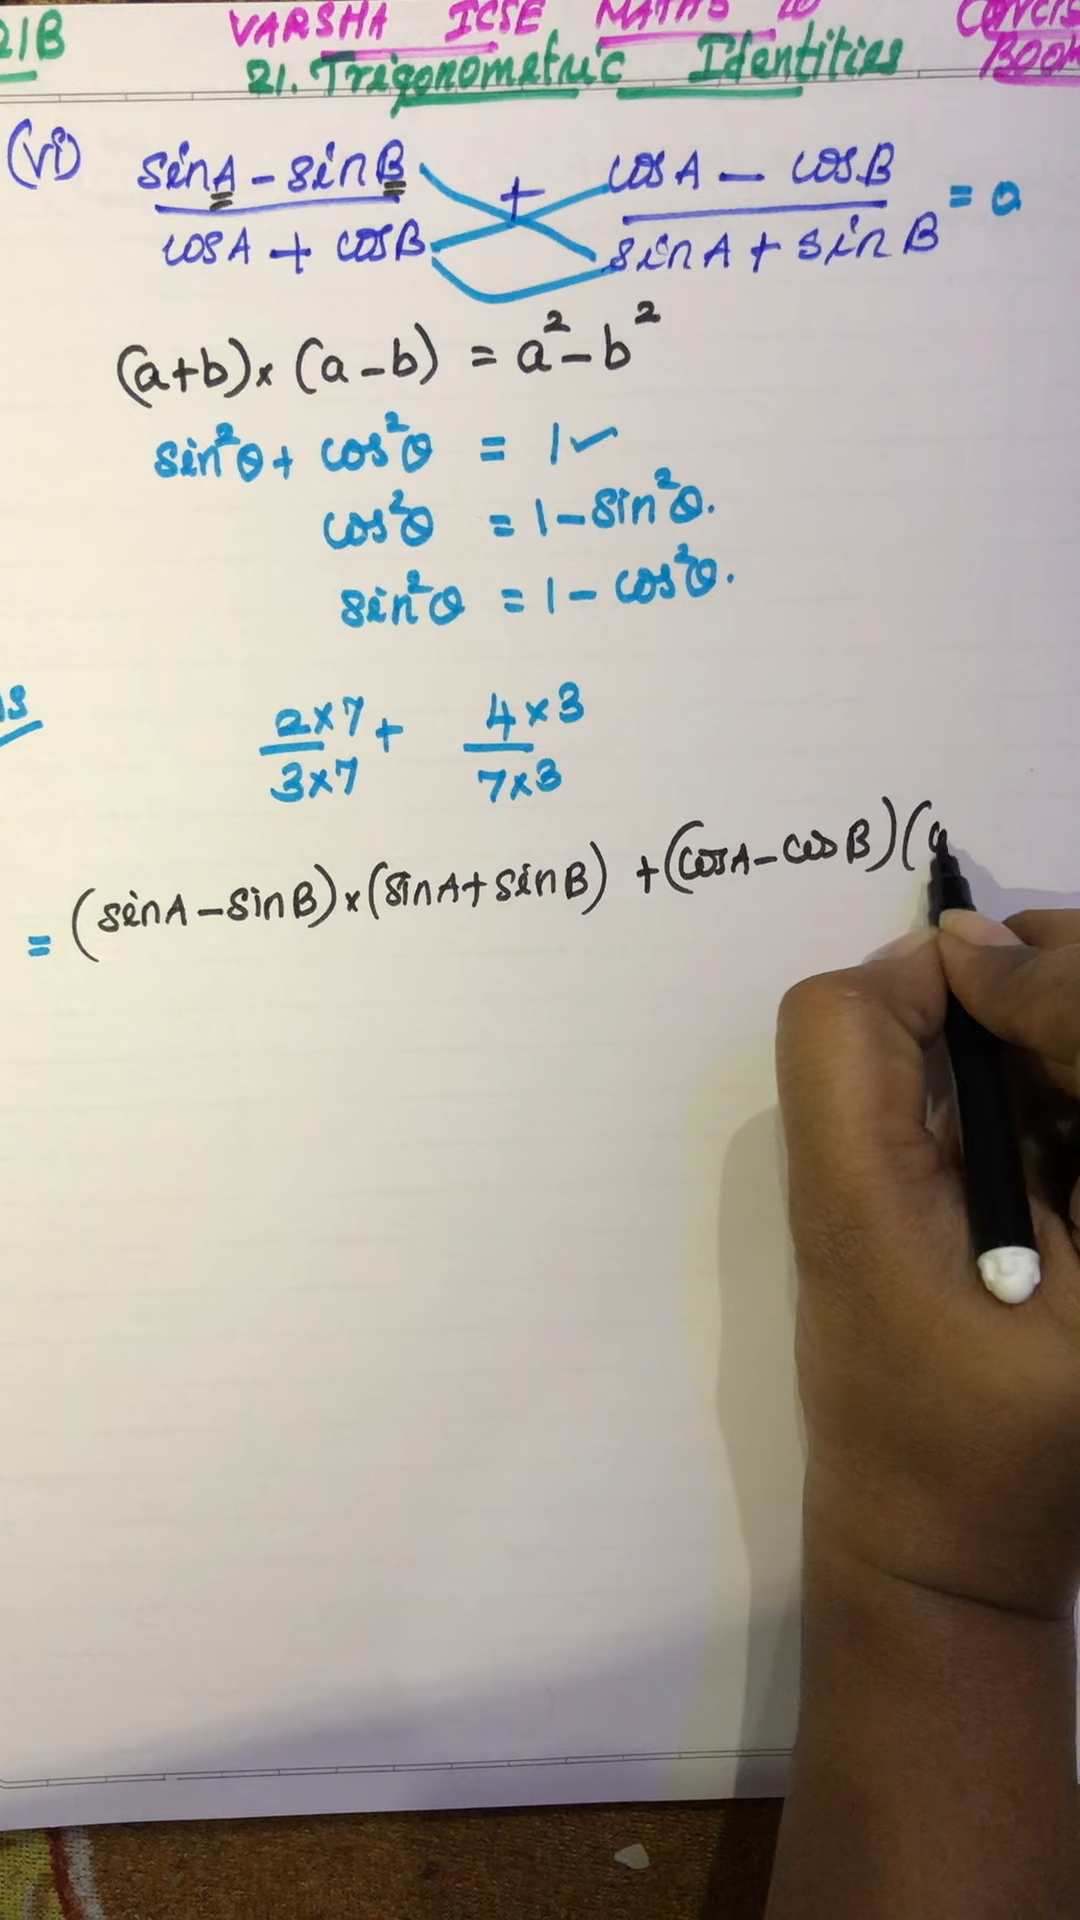 21B VARSHA ICSE MATHS 10 CONCIS
21. Trigonometric Identities BOOK
(vi) sinA - sinB + cosA - cosB = 0
cosA + cosB sinA + sinB
(a+b)×(a-b) = a²-b²
sin²θ + cos²θ = 1 ✓
cos²θ = 1 - sin²θ.
sin²θ = 1 - cos²θ.
2×7 + 4×3
3×7 7×3
= (sinA - sinB)×(sinA + sinB) + (cosA - cosB)(